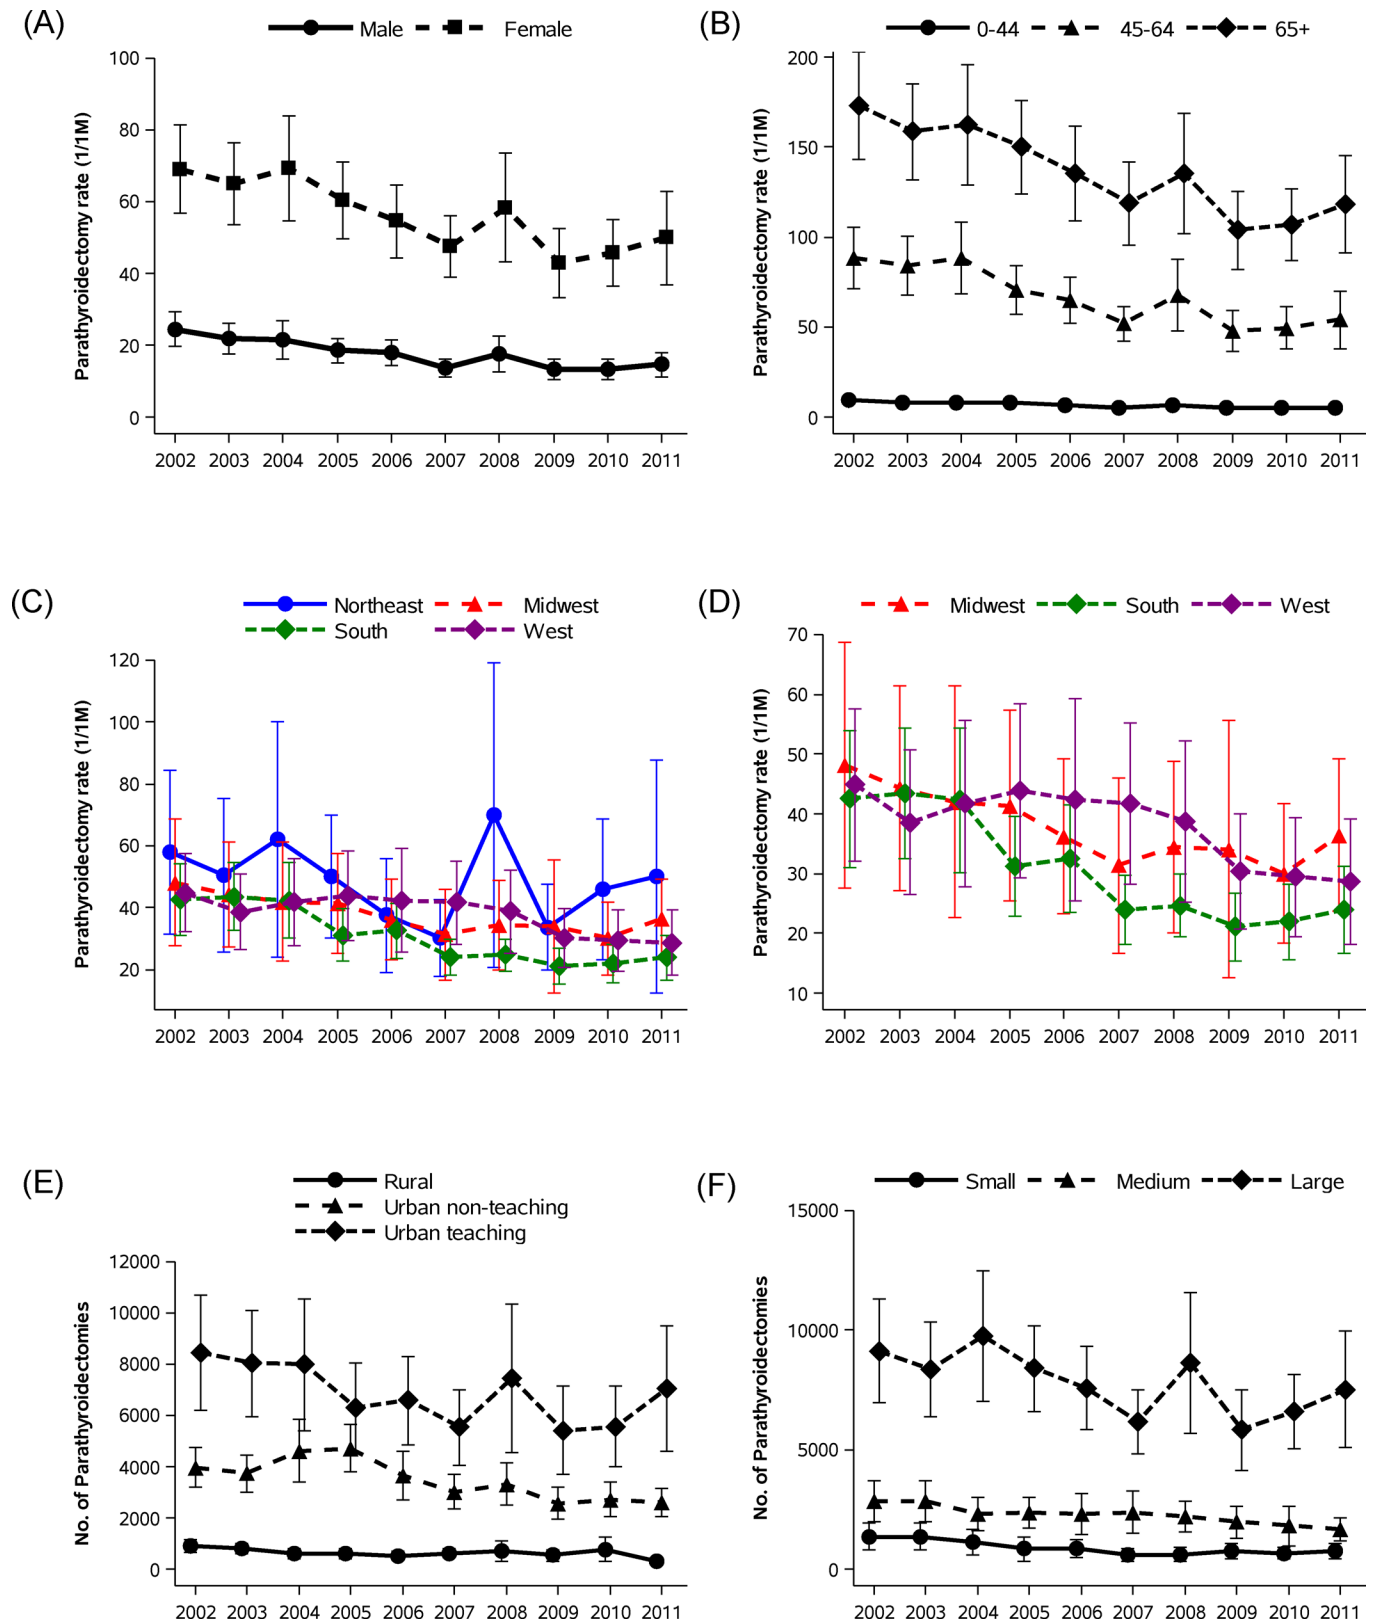 (A)
Male Female
Parathyroidectomy rate (1/1M)
100
80
60
40
20
0
2002 2003 2004 2005 2006 2007 2008 2009 2010 2011
(B)
0-44 45-64 65+
Parathyroidectomy rate (1/1M)
200
150
100
50
0
2002 2003 2004 2005 2006 2007 2008 2009 2010 2011
(C)
Northeast Midwest
South West
Parathyroidectomy rate (1/1M)
120
100
80
60
40
20
2002 2003 2004 2005 2006 2007 2008 2009 2010 2011
(D)
Midwest South West
Parathyroidectomy rate (1/1M)
70
60
50
40
30
20
10
2002 2003 2004 2005 2006 2007 2008 2009 2010 2011
(E)
Rural
Urban non-teaching
Urban teaching
No. of Parathyroidectomies
12000
10000
8000
6000
4000
2000
0
2002 2003 2004 2005 2006 2007 2008 2009 2010 2011
(F)
Small Medium Large
No. of Parathyroidectomies
15000
10000
5000
0
2002 2003 2004 2005 2006 2007 2008 2009 2010 2011